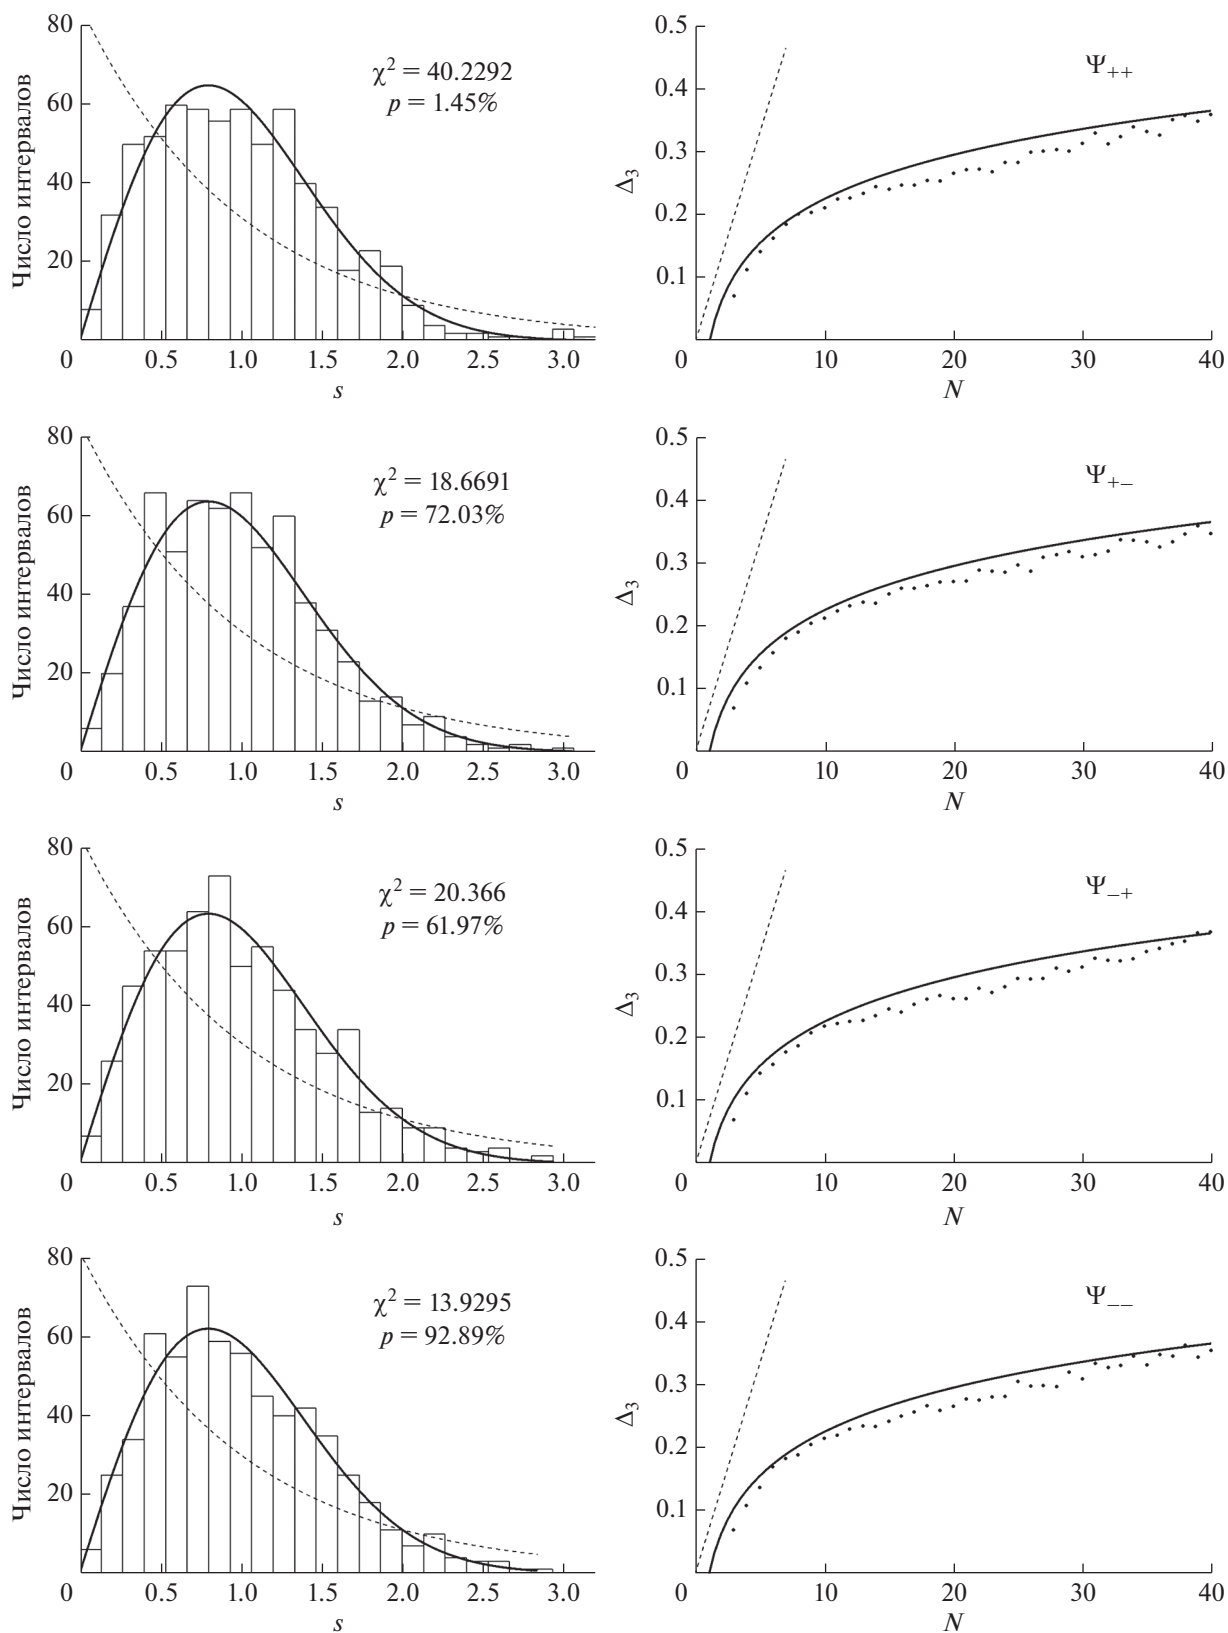 80
60
40
20
Число интервалов
χ² = 40.2292
p = 1.45%
0 0.5 1.0 1.5 2.0 2.5 3.0
s
0.5
0.4
0.3
0.2
0.1
Δ₃
Ψ₊₊
0 10 20 30 40
N
80
60
40
20
Число интервалов
χ² = 18.6691
p = 72.03%
0 0.5 1.0 1.5 2.0 2.5 3.0
s
0.5
0.4
0.3
0.2
0.1
Δ₃
Ψ₊₋
0 10 20 30 40
N
80
60
40
20
Число интервалов
χ² = 20.366
p = 61.97%
0 0.5 1.0 1.5 2.0 2.5 3.0
s
0.5
0.4
0.3
0.2
0.1
Δ₃
Ψ₋₊
0 10 20 30 40
N
80
60
40
20
Число интервалов
χ² = 13.9295
p = 92.89%
0 0.5 1.0 1.5 2.0 2.5 3.0
s
0.5
0.4
0.3
0.2
0.1
Δ₃
Ψ₋₋
0 10 20 30 40
N